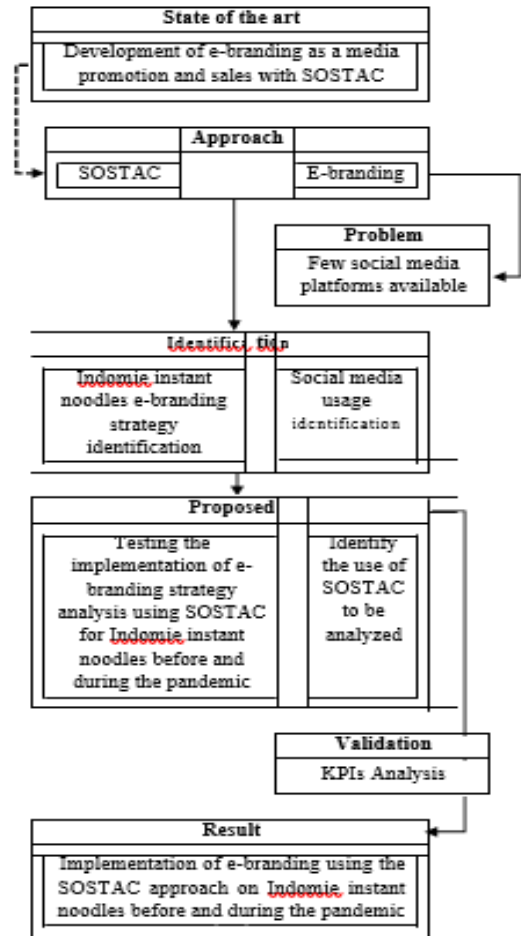 State of the art
Development of e-branding as a media
promotion and sales with SOSTAC
Approach
SOSTAC
E-branding
Problem
Few social media
platforms available
Identification
Indomie instant
noodles e-branding
strategy
identification
Social media
usage
identification
Proposed
Testing the
implementation of e-
branding strategy
analysis using SOSTAC
for Indomie instant
noodles before and
during the pandemic
Identify
the use of
SOSTAC
to be
analyzed
Validation
KPIs Analysis
Result
Implementation of e-branding using the
SOSTAC approach on Indomie instant
noodles before and during the pandemic